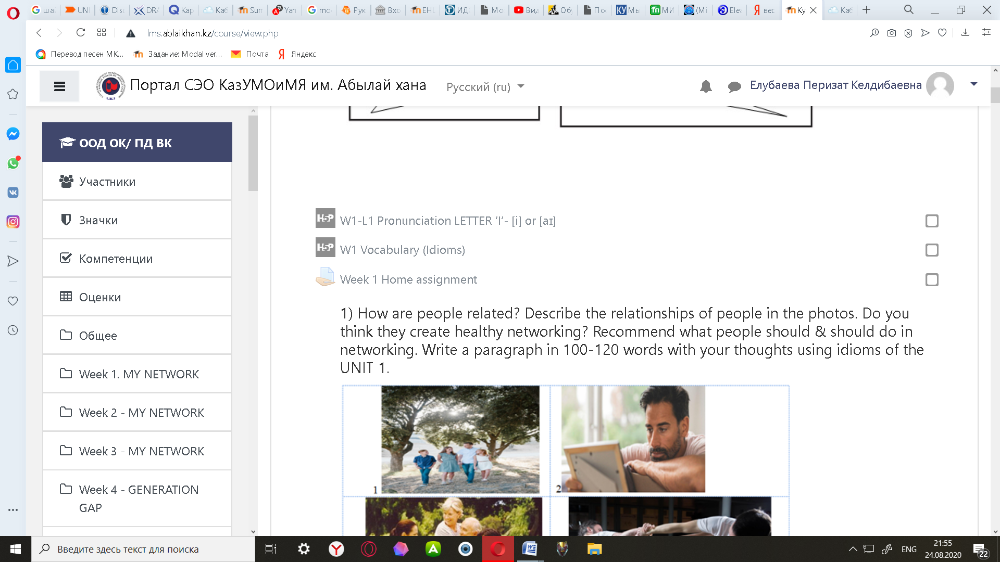 ш аш
UNI
Disc
DRA
Кар
Каб
Sun
Yan
mo
Рук
Вхо
EHU
ИД
Мо
Вид
Обу
По
Мы
МИ
(Mi
Elea
вес
Ку
Каб
lms.ablaikhan.kz/course/view.php
Перевод песен МК...
Задание: Modal ver...
Почта
Яндекс
Портал СЭО КазУМОиМЯ им. Абылай хана
Русский (ru)
Елубаева Перизат Келдибаевна
ООД ОК/ ПД ВК
Участники
Значки
Компетенции
Оценки
Общее
Week 1. MY NETWORK
Week 2 - MY NETWORK
Week 3 - MY NETWORK
Week 4 - GENERATION
GAP
H5P W1-L1 Pronunciation LETTER ‘I’- [i] or [aɪ]
H5P W1 Vocabulary (Idioms)
Week 1 Home assignment
1) How are people related? Describe the relationships of people in the photos. Do you
think they create healthy networking? Recommend what people should & should do in
networking. Write a paragraph in 100-120 words with your thoughts using idioms of the
UNIT 1.
1
2
Введите здесь текст для поиска
ENG
21:55
24.08.2020
22